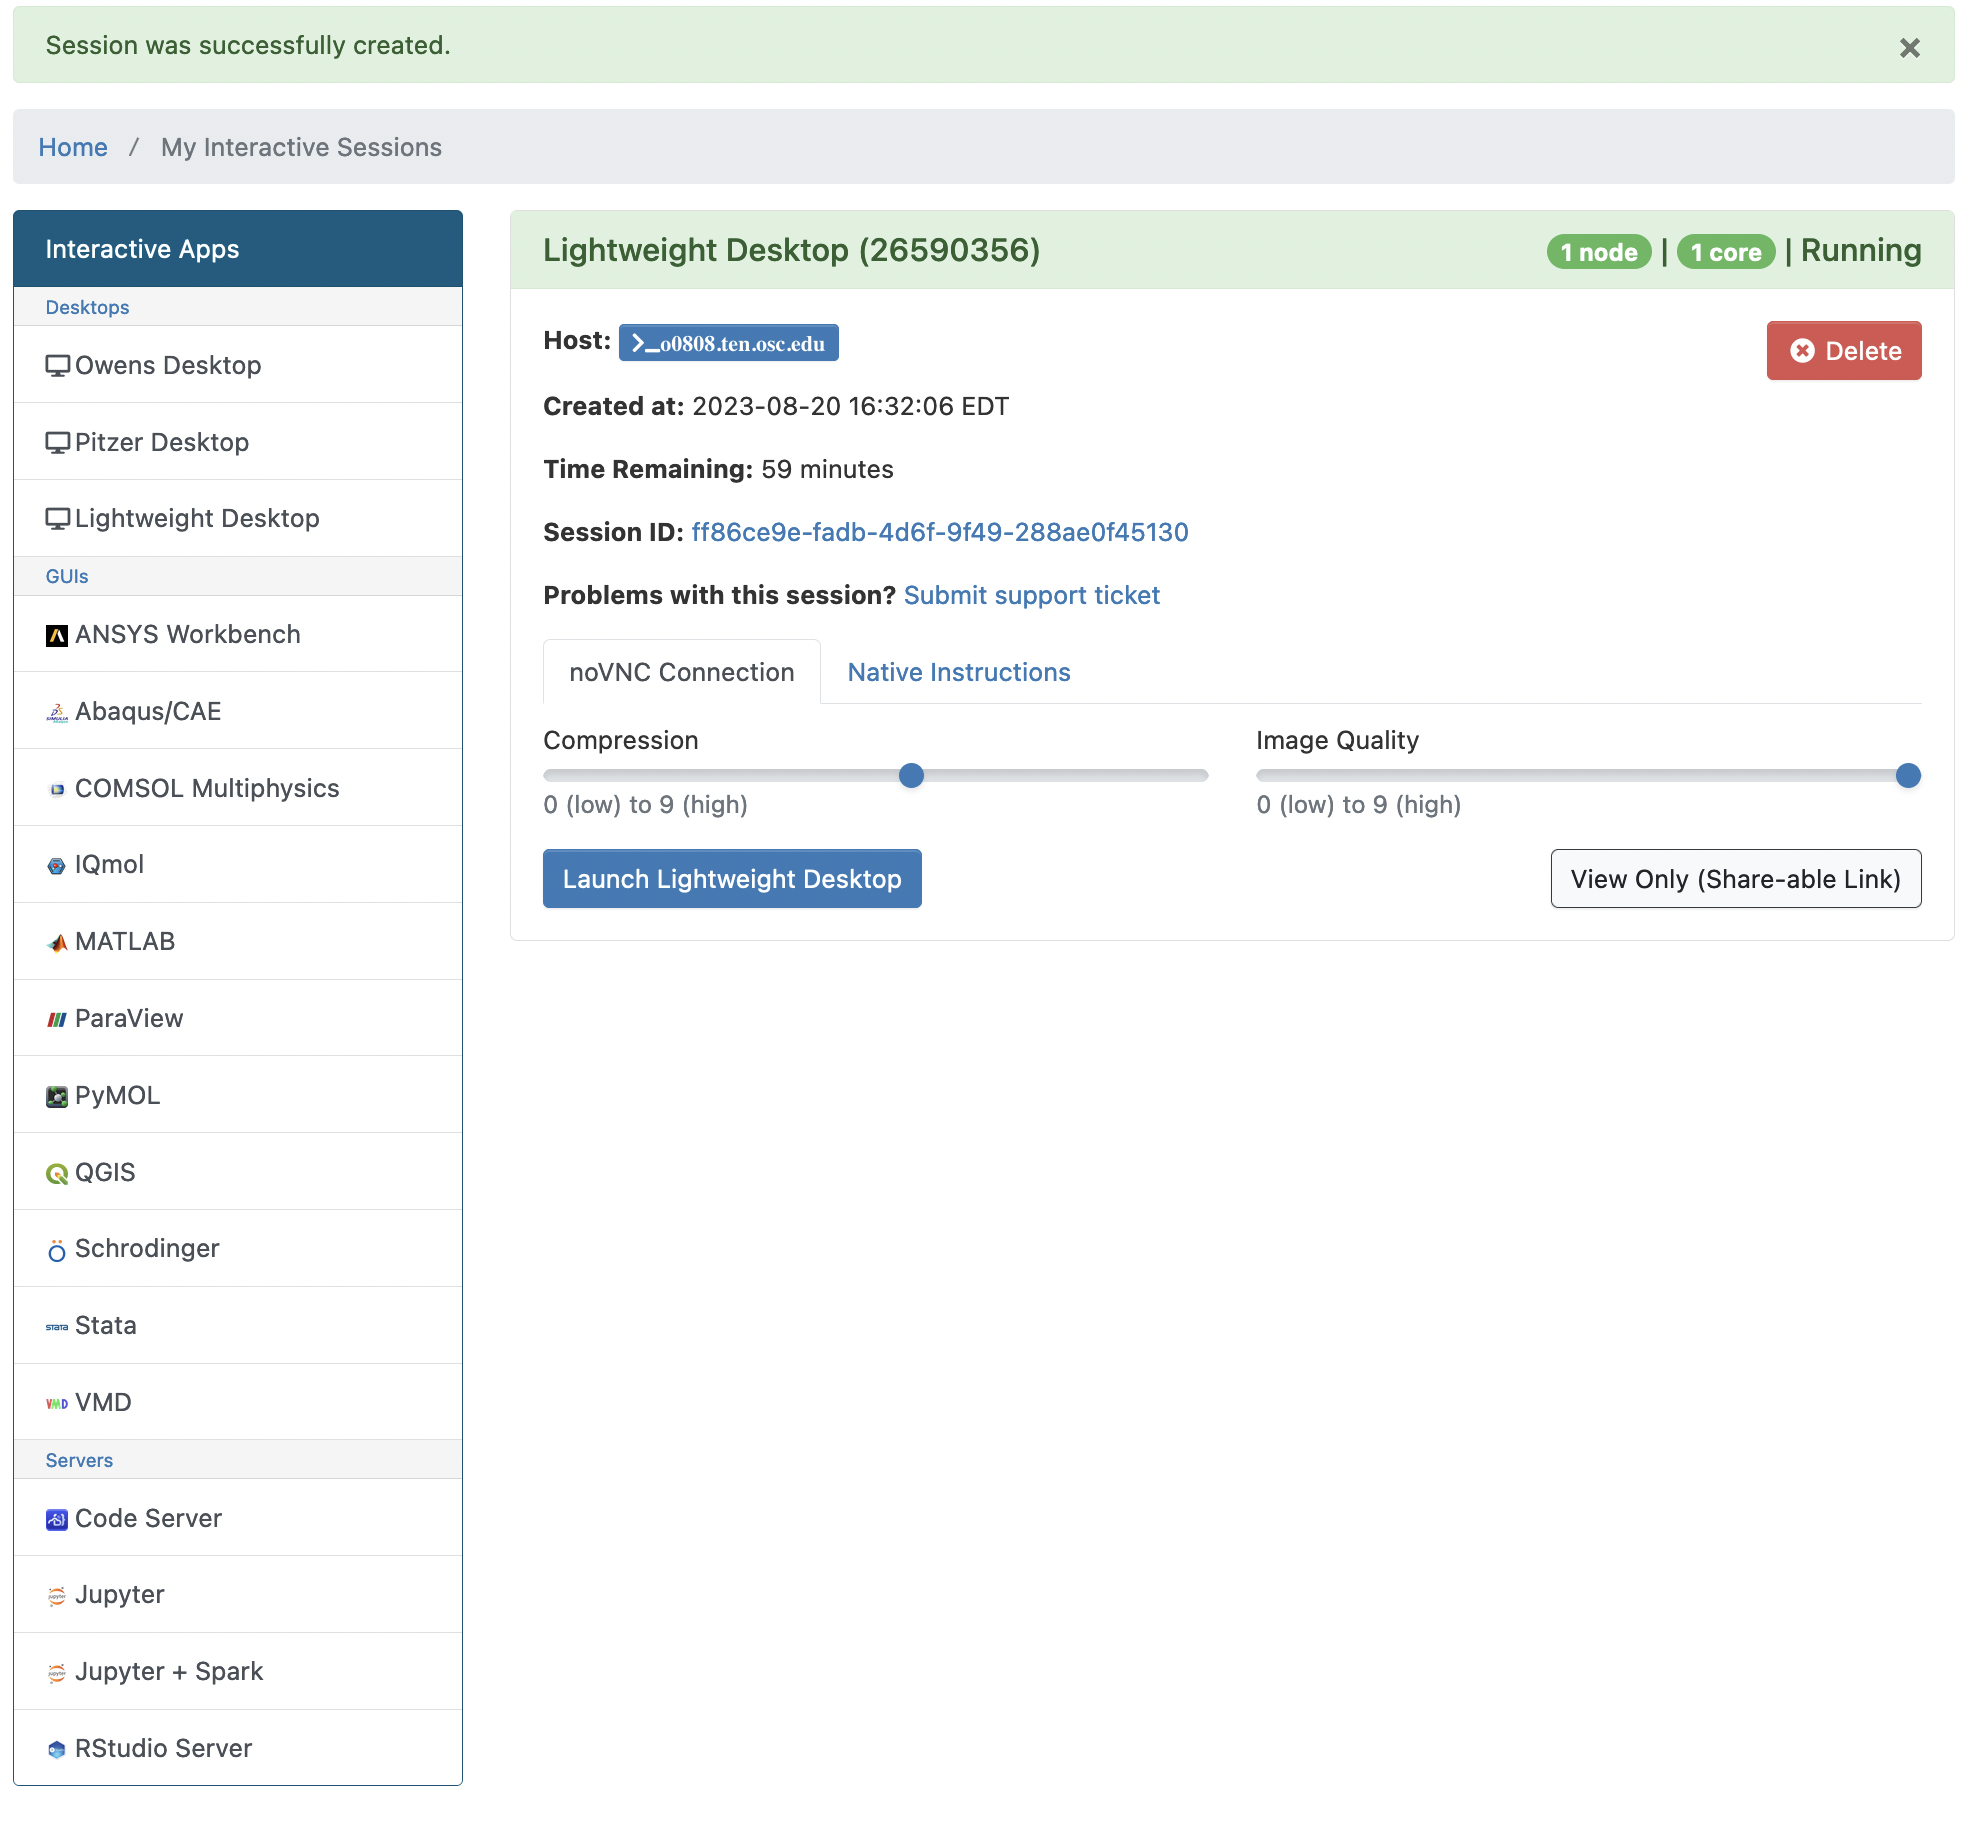 Session was successfully created.
Home / My Interactive Sessions
Interactive Apps
Desktops
Owens Desktop
Pitzer Desktop
Lightweight Desktop
GUIs
ANSYS Workbench
Abaqus/CAE
COMSOL Multiphysics
IQmol
MATLAB
ParaView
PyMOL
QGIS
Schrodinger
Stata
VMD
Servers
Code Server
Jupyter
Jupyter + Spark
RStudio Server
Lightweight Desktop (26590356) 1 node | 1 core | Running
Host: >_o0808.ten.osc.edu Delete
Created at: 2023-08-20 16:32:06 EDT
Time Remaining: 59 minutes
Session ID: ff86ce9e-fadb-4d6f-9f49-288ae0f45130
Problems with this session? Submit support ticket
noVNC Connection Native Instructions
Compression Image Quality
0 (low) to 9 (high) 0 (low) to 9 (high)
Launch Lightweight Desktop View Only (Share-able Link)